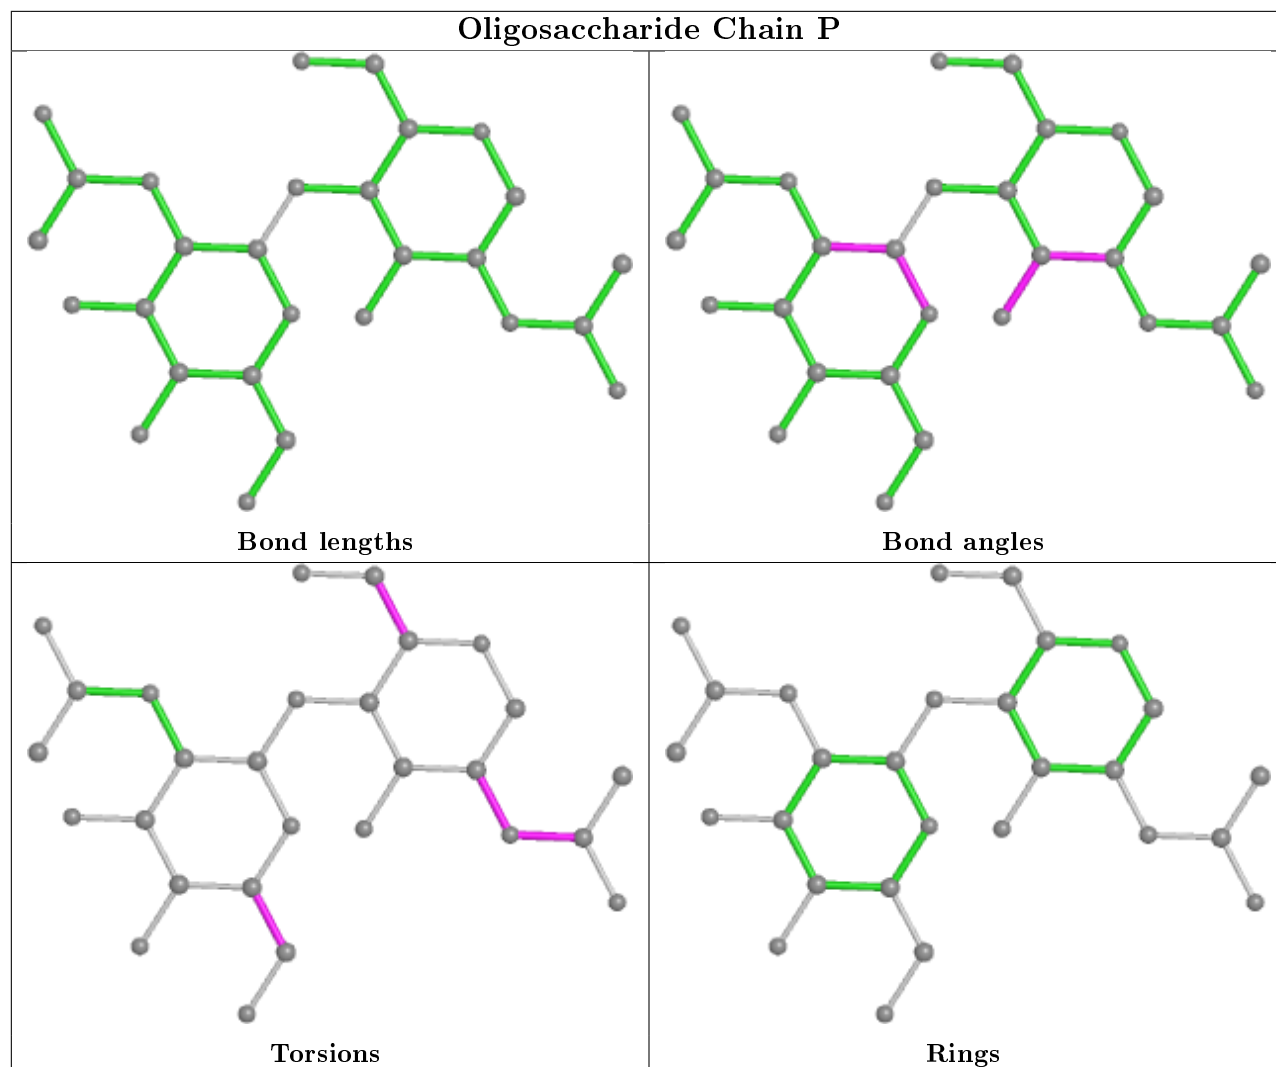 Oligosaccharide Chain P
Bond lengths
Bond angles
Torsions
Rings